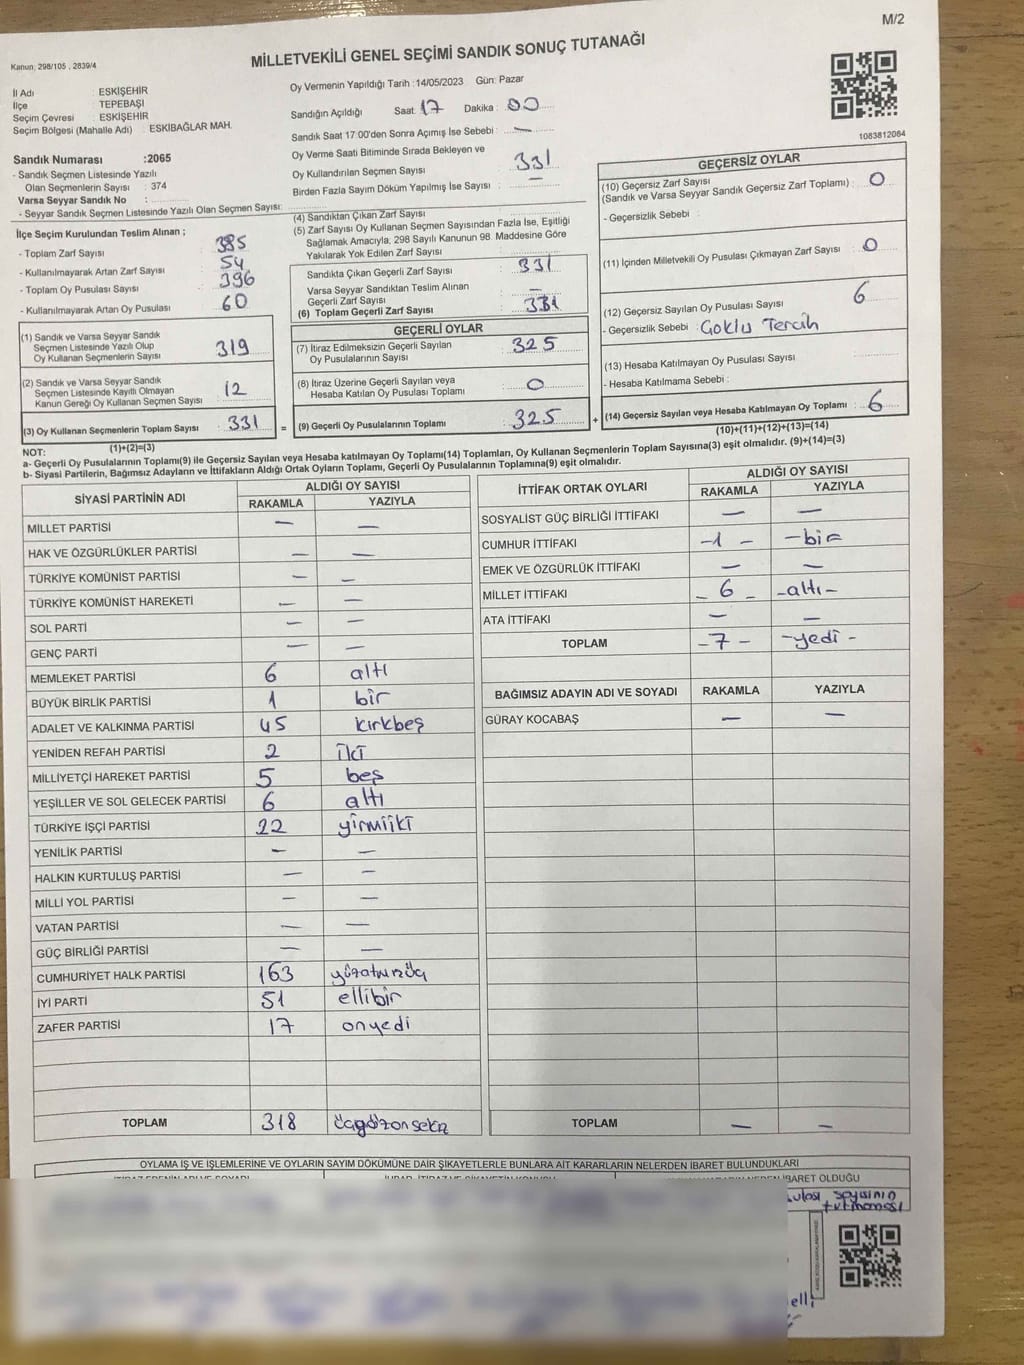 M/2
MİLLETVEKİLİ GENEL SEÇİMİ SANDIK SONUÇ TUTANAĞI
Kanun, 298/105 , 2839/4
İl Adı : ESKİŞEHİR
İlçe : TEPEBAŞI
Seçim Çevresi : ESKİŞEHİR
Seçim Bölgesi (Mahalle Adı) : ESKİBAĞLAR MAH.
Sandık Numarası :2065
- Sandık Seçmen Listesinde Yazılı
Olan Seçmenlerin Sayısı : 374
Varsa Seyyar Sandık No :
- Seyyar Sandık Seçmen Listesinde Yazılı Olan Seçmen Sayısı:
Oy Vermenin Yapıldığı Tarih :14/05/2023 Gün: Pazar
Sandığın Açıldığı Saat: 17 Dakika : 00
Sandık Saat 17:00'den Sonra Açımış İse Sebebi : —
Oy Verme Saati Bitiminde Sırada Bekleyen ve
Oy Kullandırılan Seçmen Sayısı : 331
Birden Fazla Sayım Döküm Yapılmış İse Sayısı : —
1083812084
İlçe Seçim Kurulundan Teslim Alınan ;
- Toplam Zarf Sayısı : 385
- Kullanılmayarak Artan Zarf Sayısı : 54
- Toplam Oy Pusulası Sayısı : 396
- Kullanılmayarak Artan Oy Pusulası : 60
(1) Sandık ve Varsa Seyyar Sandık
Seçmen Listesinde Yazılı Olup
Oy Kullanan Seçmenlerin Sayısı : 319
(2) Sandık ve Varsa Seyyar Sandık
Seçmen Listesinde Kayıtlı Olmayan
Kanun Gereği Oy Kullanan Seçmen Sayısı : 12
(3) Oy Kullanan Seçmenlerin Toplam Sayısı : 331
(1)+(2)=(3)
(4) Sandıktan Çıkan Zarf Sayısı :
(5) Zarf Sayısı Oy Kullanan Seçmen Sayısından Fazla İse, Eşitliği
Sağlamak Amacıyla, 298 Sayılı Kanunun 98. Maddesine Göre
Yakılarak Yok Edilen Zarf Sayısı :
Sandıkta Çıkan Geçerli Zarf Sayısı : 331
Varsa Seyyar Sandıktan Teslim Alınan
Geçerli Zarf Sayısı : —
(6) Toplam Geçerli Zarf Sayısı : 331
GEÇERLİ OYLAR
(7) İtiraz Edilmeksizin Geçerli Sayılan
Oy Pusulalarının Sayısı : 325
(8) İtiraz Üzerine Geçerli Sayılan veya
Hesaba Katılan Oy Pusulası Toplamı : 0
= (9) Geçerli Oy Pusulalarının Toplamı : 325 +
GEÇERSİZ OYLAR
(10) Geçersiz Zarf Sayısı
(Sandık ve Varsa Seyyar Sandık Geçersiz Zarf Toplamı) : 0
- Geçersizlik Sebebi :
(11) İçinden Milletvekili Oy Pusulası Çıkmayan Zarf Sayısı : 0
(12) Geçersiz Sayılan Oy Pusulası Sayısı : 6
- Geçersizlik Sebebi : Çoklu Tercih
(13) Hesaba Katılmayan Oy Pusulası Sayısı :
- Hesaba Katılmama Sebebi :
(14) Geçersiz Sayılan veya Hesaba Katılmayan Oy Toplamı : 6
(10)+(11)+(12)+(13)=(14)
NOT:
a- Geçerli Oy Pusulalarının Toplamı(9) ile Geçersiz Sayılan veya Hesaba katılmayan Oy Toplamı(14) Toplamları, Oy Kullanan Seçmenlerin Toplam Sayısına(3) eşit olmalıdır. (9)+(14)=(3)
b- Siyasi Partilerin, Bağımsız Adayların ve İttifakların Aldığı Ortak Oyların Toplamı, Geçerli Oy Pusulalarının Toplamına(9) eşit olmalıdır.
SİYASİ PARTİNİN ADI ALDIĞI OY SAYISI
RAKAMLA YAZIYLA
MİLLET PARTİSİ — —
HAK VE ÖZGÜRLÜKLER PARTİSİ — —
TÜRKİYE KOMÜNİST PARTİSİ — —
TÜRKİYE KOMÜNİST HAREKETİ — —
SOL PARTİ — —
GENÇ PARTİ — —
MEMLEKET PARTİSİ 6 altı
BÜYÜK BİRLİK PARTİSİ 1 bir
ADALET VE KALKINMA PARTİSİ 45 kırkbeş
YENİDEN REFAH PARTİSİ 2 iki
MİLLİYETÇİ HAREKET PARTİSİ 5 beş
YEŞİLLER VE SOL GELECEK PARTİSİ 6 altı
TÜRKİYE İŞÇİ PARTİSİ 22 yirmiiki
YENİLİK PARTİSİ — —
HALKIN KURTULUŞ PARTİSİ — —
MİLLİ YOL PARTİSİ — —
VATAN PARTİSİ — —
GÜÇ BİRLİĞİ PARTİSİ — —
CUMHURİYET HALK PARTİSİ 163 yüzatmışüç
İYİ PARTİ 51 ellibir
ZAFER PARTİSİ 17 onyedi
TOPLAM 318 üçyüzonsekiz
İTTİFAK ORTAK OYLARI ALDIĞI OY SAYISI
RAKAMLA YAZIYLA
SOSYALİST GÜÇ BİRLİĞİ İTTİFAKI — —
CUMHUR İTTİFAKI -1- -bir
EMEK VE ÖZGÜRLÜK İTTİFAKI — —
MİLLET İTTİFAKI -6- -altı-
ATA İTTİFAKI — —
TOPLAM -7- -yedi-
BAĞIMSIZ ADAYIN ADI VE SOYADI RAKAMLA YAZIYLA
GÜRAY KOCABAŞ — —
TOPLAM — —
OYLAMA İŞ VE İŞLEMLERİNE VE OYLARIN SAYIM DÖKÜMÜNE DAİR ŞİKAYETLERLE BUNLARA AİT KARARLARIN NELERDEN İBARET BULUNDUKLARI
İBARET OLDUĞU
sayısının
tutmaması